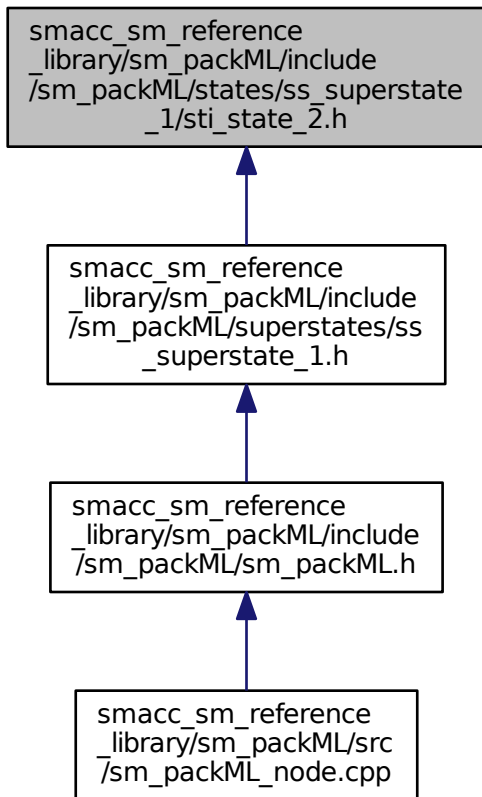 smacc_sm_reference
_library/sm_packML/include
/sm_packML/states/ss_superstate
_1/sti_state_2.h
smacc_sm_reference
_library/sm_packML/include
/sm_packML/superstates/ss
_superstate_1.h
smacc_sm_reference
_library/sm_packML/include
/sm_packML/sm_packML.h
smacc_sm_reference
_library/sm_packML/src
/sm_packML_node.cpp